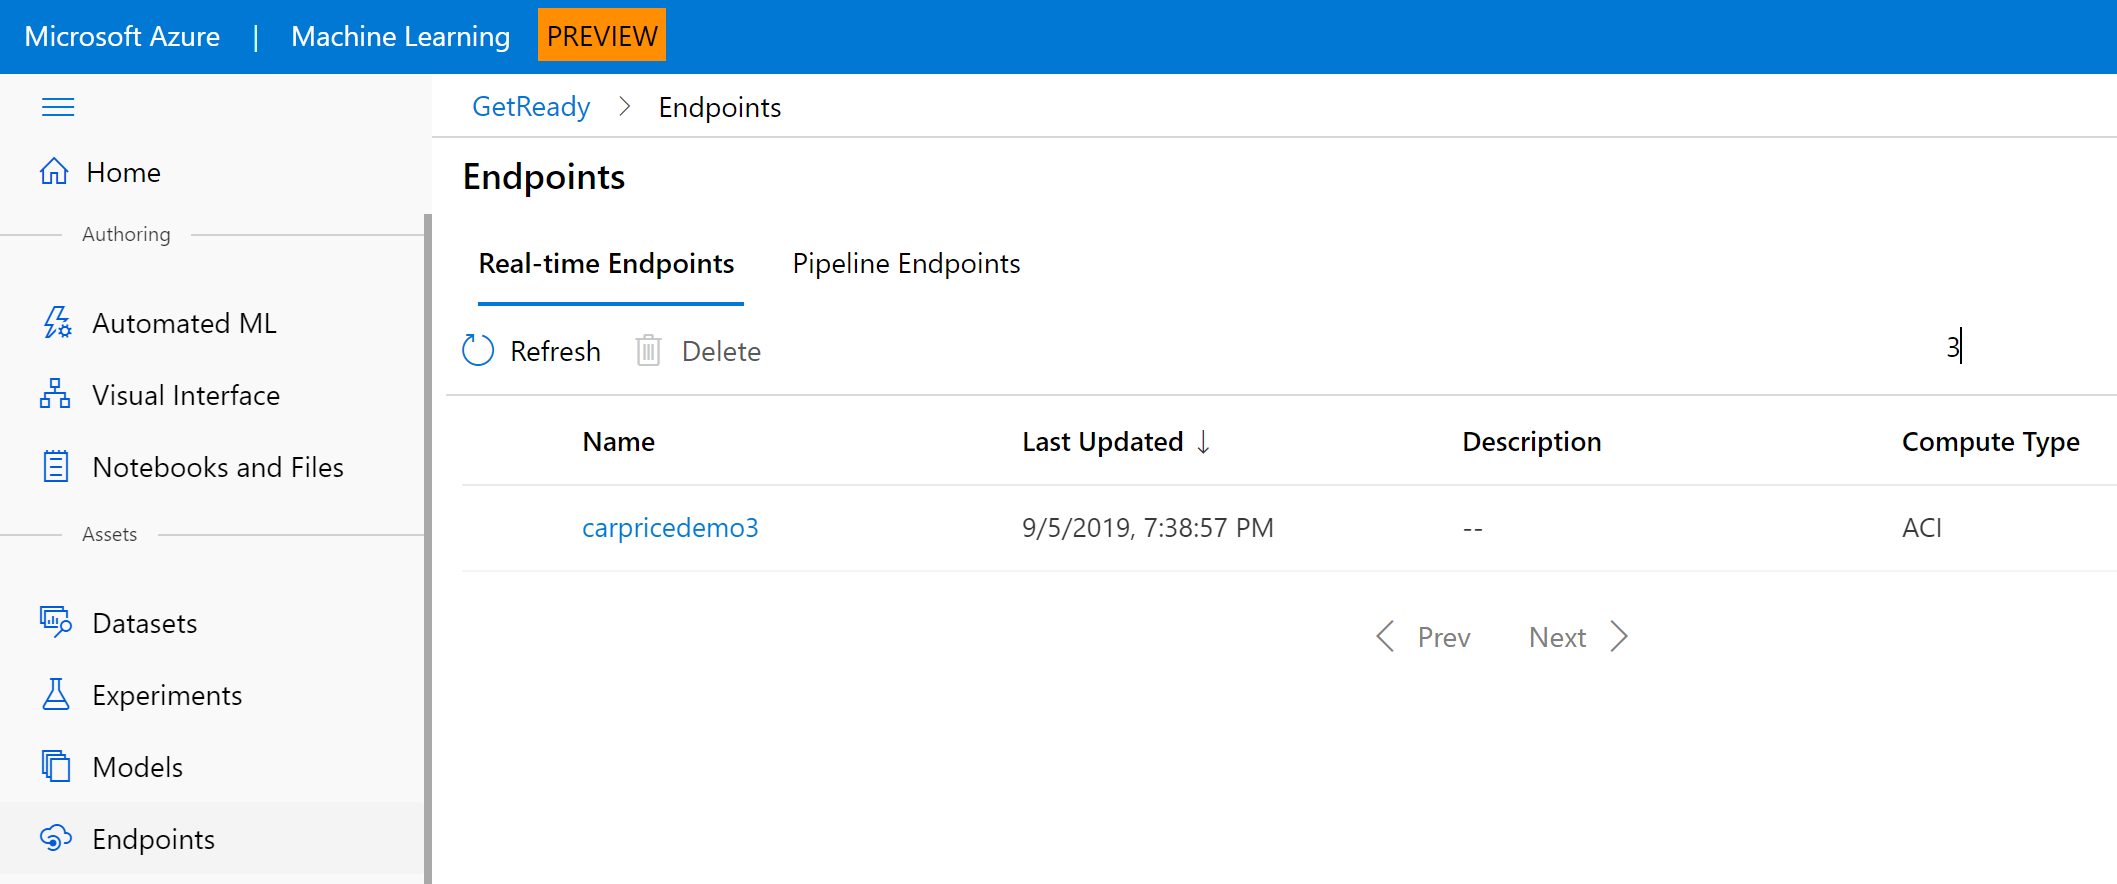 Microsoft Azure | Machine Learning PREVIEW
GetReady > Endpoints
Home
Authoring
Automated ML
Visual Interface
Notebooks and Files
Assets
Datasets
Experiments
Models
Endpoints
Endpoints
Real-time Endpoints Pipeline Endpoints
Refresh Delete 3
Name Last Updated ↓ Description Compute Type
carpricedemo3 9/5/2019, 7:38:57 PM -- ACI
< Prev Next >